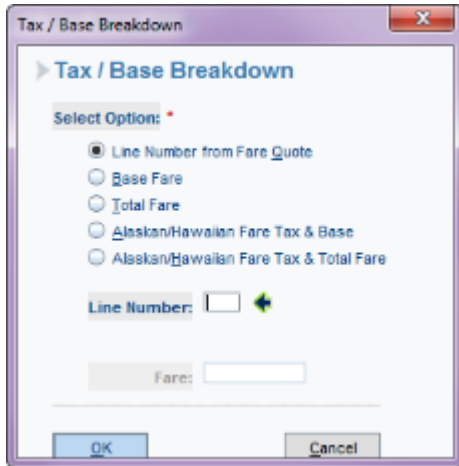 Tax / Base Breakdown
Tax / Base Breakdown
Select Option: *
Line Number from Fare Quote
Base Fare
Total Fare
Alaskan/Hawaiian Fare Tax & Base
Alaskan/Hawaiian Fare Tax & Total Fare
Line Number:
Fare:
OK Cancel